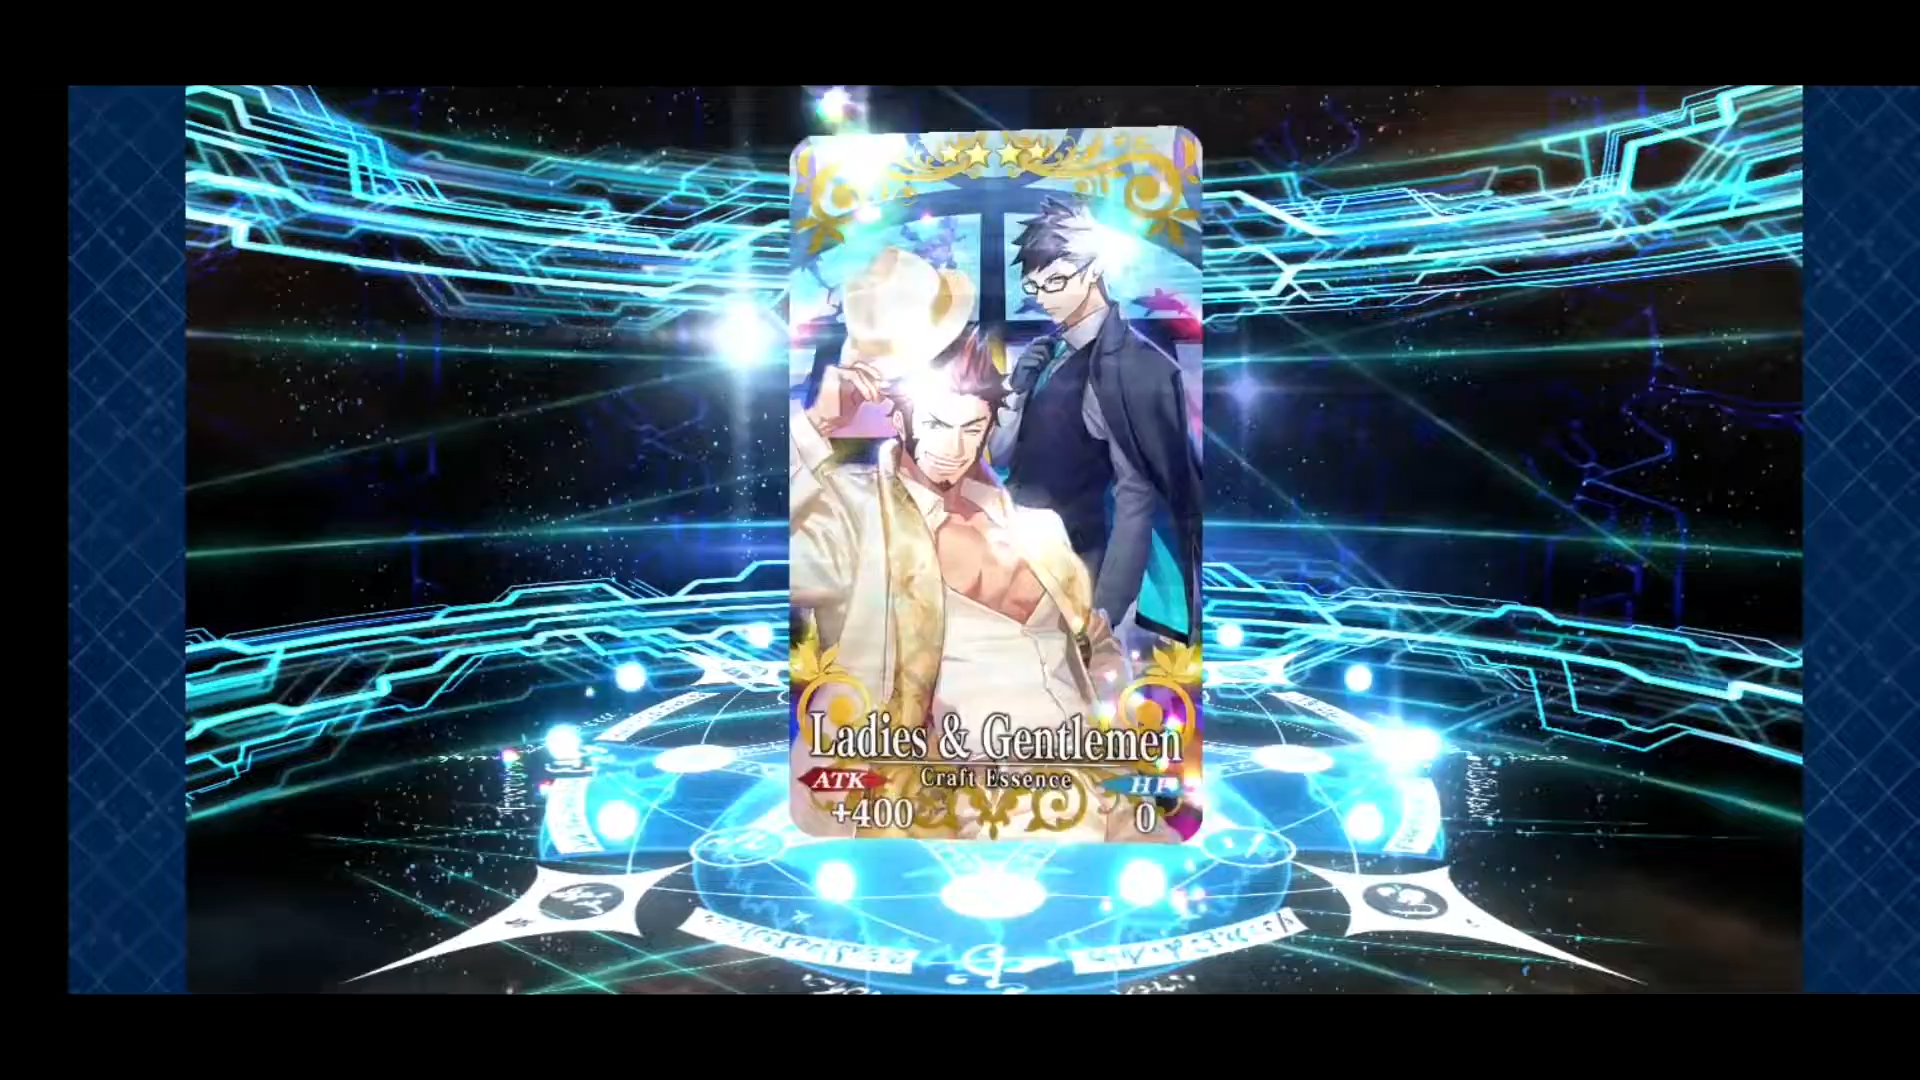 Ladies & Gentlemen
Craft Essence
ATK
HP
+400
0